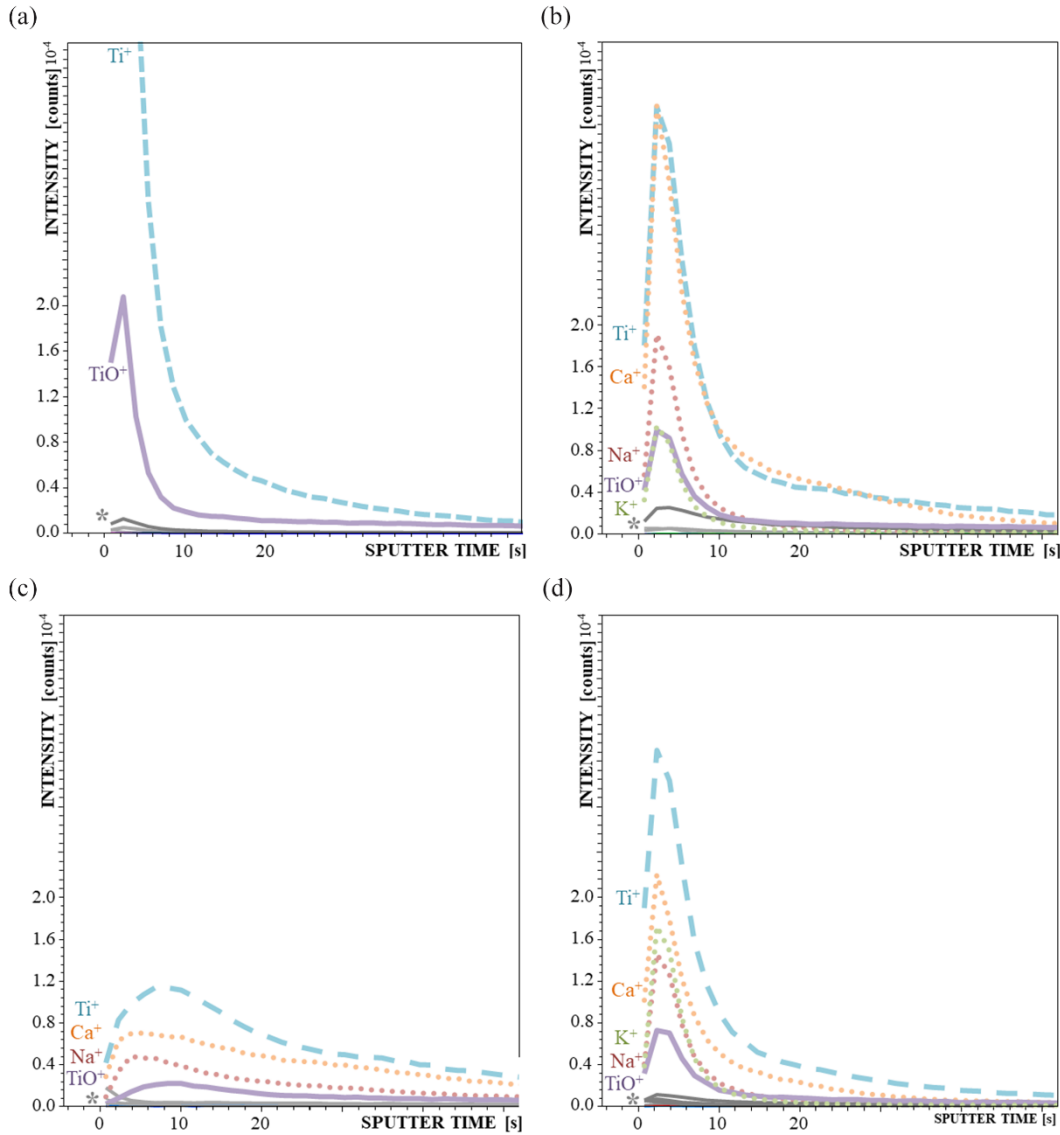 (a)
INTENSITY [counts] 10⁻⁴
Ti⁺
2.0
1.6
TiO⁺
1.2
0.8
*
0.4
0.0
0 10 20
SPUTTER TIME [s]
(b)
INTENSITY [counts] 10⁻⁴
2.0
Ti⁺
1.6
Ca⁺
1.2
0.8
Na⁺
TiO⁺
0.4
K⁺
*
0.0
0 10 20
SPUTTER TIME [s]
(c)
INTENSITY [counts] 10⁻⁴
2.0
1.6
1.2
Ti⁺
0.8
Ca⁺
Na⁺
0.4
TiO⁺
*
0.0
0 10 20
SPUTTER TIME [s]
(d)
INTENSITY [counts] 10⁻⁴
2.0
Ti⁺
1.6
1.2
Ca⁺
0.8
K⁺
Na⁺
0.4
TiO⁺
*
0.0
0 10 20
SPUTTER TIME [s]